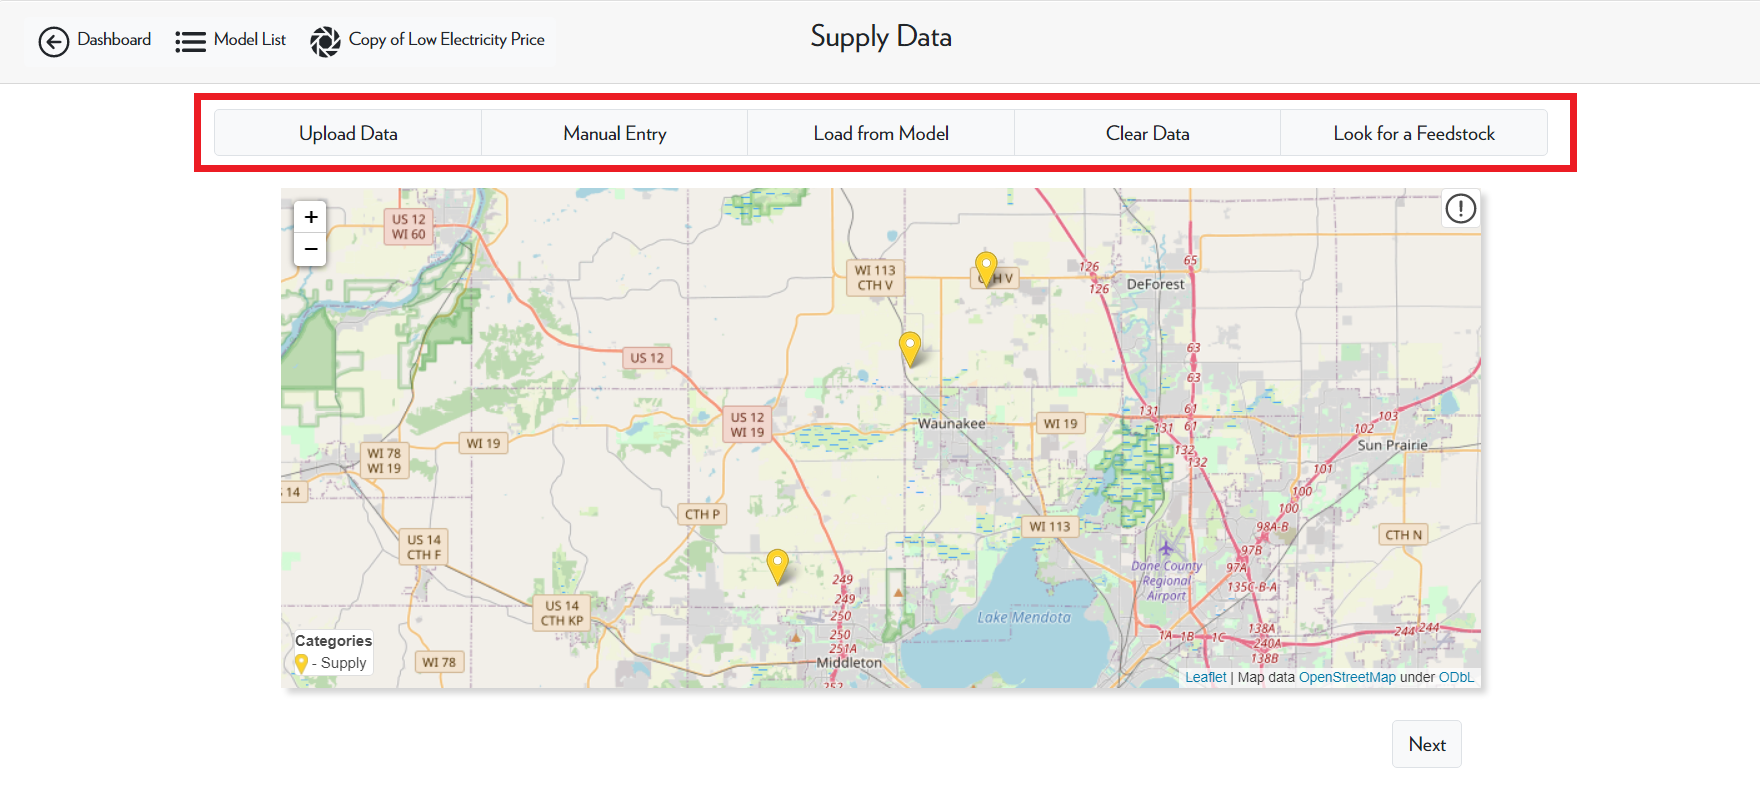 Dashboard
Model List
Copy of Low Electricity Price
Supply Data
Upload Data
Manual Entry
Load from Model
Clear Data
Look for a Feedstock
+
−
US 12
WI 60
WI 113
CTH V
CTH V
126
126
65
DeForest
US 12
63
63
US 12
WI 19
Waunakee
WI 19
131
131
61
61
103
102
Sun Prairie
WI 19
WI 78
WI 19
132
132
101
14
100
100
CTH P
WI 113
98A-B
CTH N
US 14
CTH F
97B
97A
Dane County
Regional
Airport
135C-B-A
249
249
250
250
251A
252
US 14
CTH KP
Lake Mendota
1A
1B
1C
138A
240A
138B
244
244
Middleton
WI 78
Categories
- Supply
Leaflet | Map data OpenStreetMap under ODbL
Next